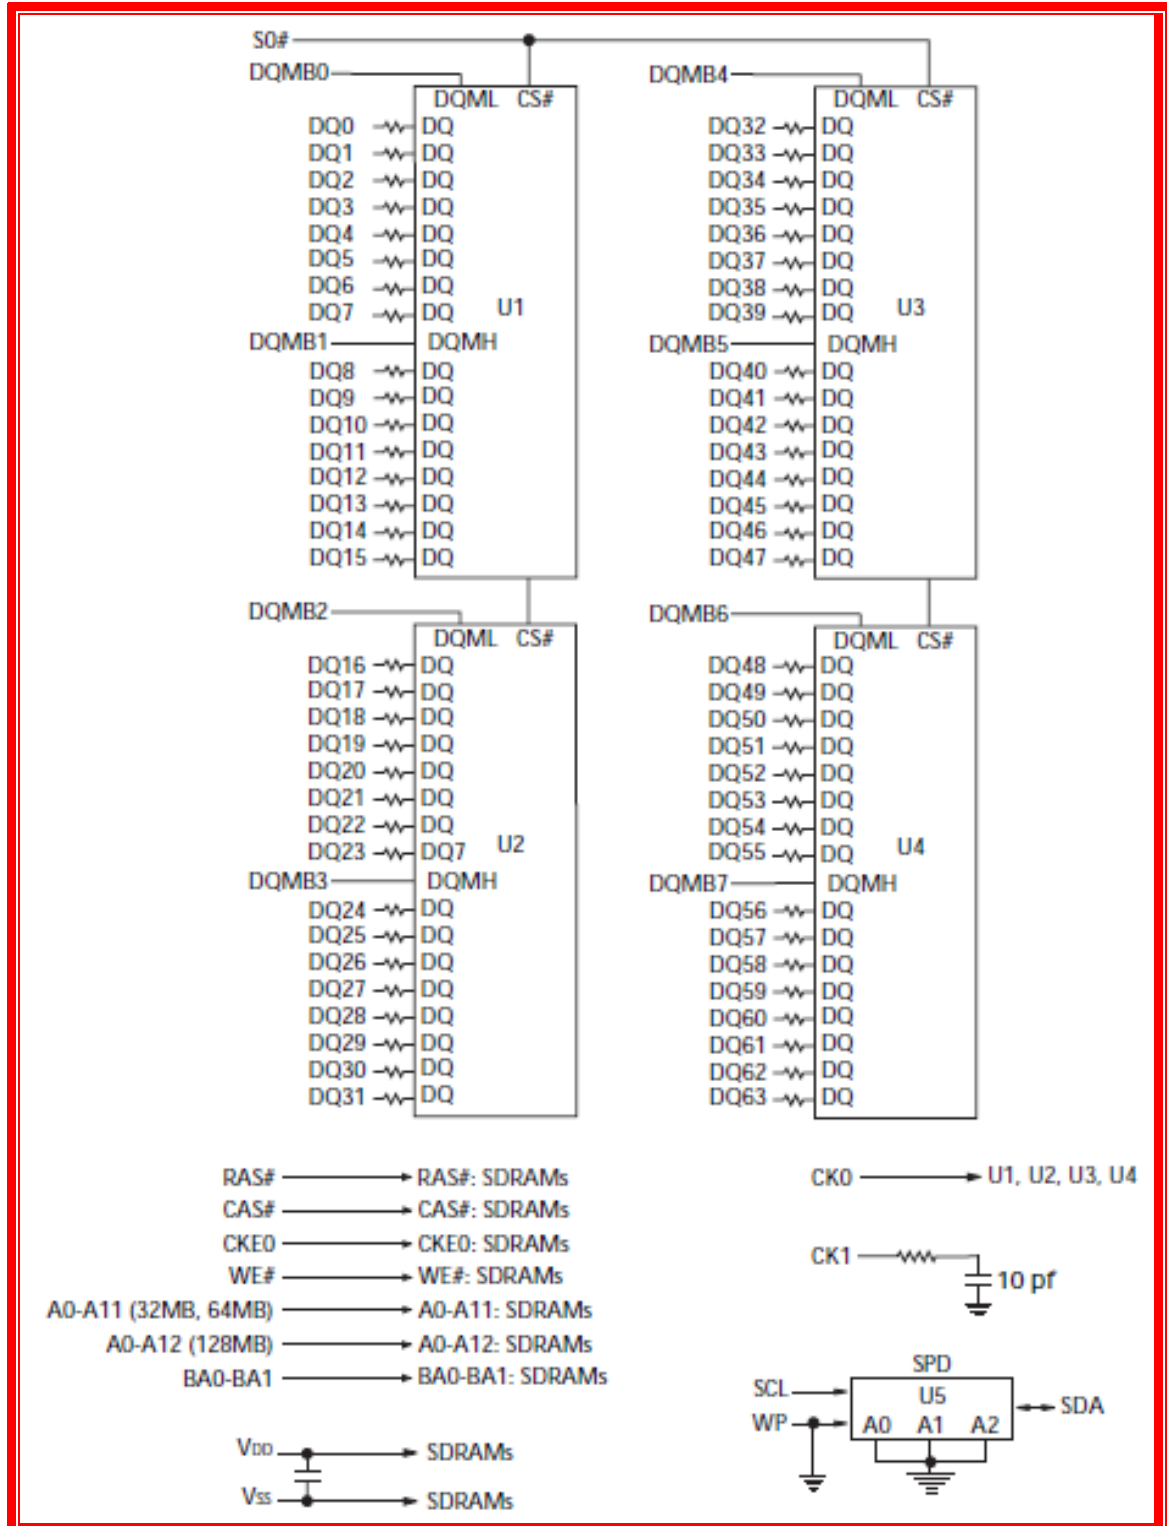 S0#
DQMB0
DQML CS#
DQ0 DQ
DQ1 DQ
DQ2 DQ
DQ3 DQ
DQ4 DQ
DQ5 DQ
DQ6 DQ
DQ7 DQ
U1
DQMB1 DQMH
DQ8 DQ
DQ9 DQ
DQ10 DQ
DQ11 DQ
DQ12 DQ
DQ13 DQ
DQ14 DQ
DQ15 DQ
DQMB2
DQML CS#
DQ16 DQ
DQ17 DQ
DQ18 DQ
DQ19 DQ
DQ20 DQ
DQ21 DQ
DQ22 DQ
DQ23 DQ7
U2
DQMB3 DQMH
DQ24 DQ
DQ25 DQ
DQ26 DQ
DQ27 DQ
DQ28 DQ
DQ29 DQ
DQ30 DQ
DQ31 DQ
DQMB4
DQML CS#
DQ32 DQ
DQ33 DQ
DQ34 DQ
DQ35 DQ
DQ36 DQ
DQ37 DQ
DQ38 DQ
DQ39 DQ
U3
DQMB5 DQMH
DQ40 DQ
DQ41 DQ
DQ42 DQ
DQ43 DQ
DQ44 DQ
DQ45 DQ
DQ46 DQ
DQ47 DQ
DQMB6
DQML CS#
DQ48 DQ
DQ49 DQ
DQ50 DQ
DQ51 DQ
DQ52 DQ
DQ53 DQ
DQ54 DQ
DQ55 DQ
U4
DQMB7 DQMH
DQ56 DQ
DQ57 DQ
DQ58 DQ
DQ59 DQ
DQ60 DQ
DQ61 DQ
DQ62 DQ
DQ63 DQ
RAS# RAS#: SDRAMs
CAS# CAS#: SDRAMs
CKE0 CKE0: SDRAMs
WE# WE#: SDRAMs
A0-A11 (32MB, 64MB) A0-A11: SDRAMs
A0-A12 (128MB) A0-A12: SDRAMs
BA0-BA1 BA0-BA1: SDRAMs
VDD SDRAMs
VSS SDRAMs
CK0 U1, U2, U3, U4
CK1
10 pf
SPD
SCL U5
SDA
WP A0 A1 A2